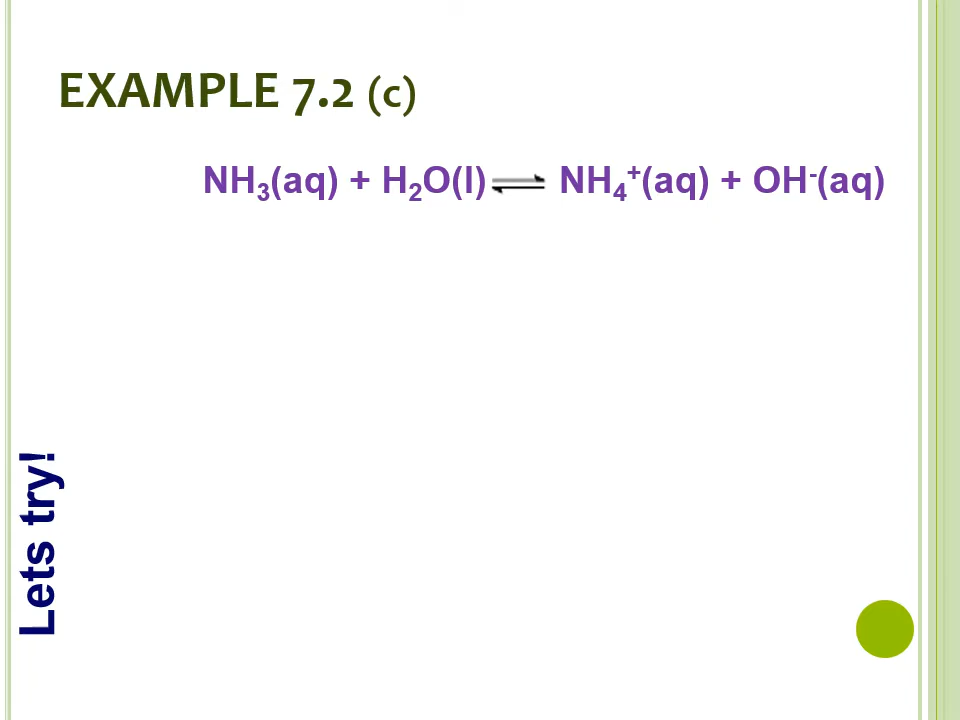 EXAMPLE 7.2 (c)
NH₃(aq) + H₂O(l) ⇌ NH₄⁺(aq) + OH⁻(aq)
Lets try!